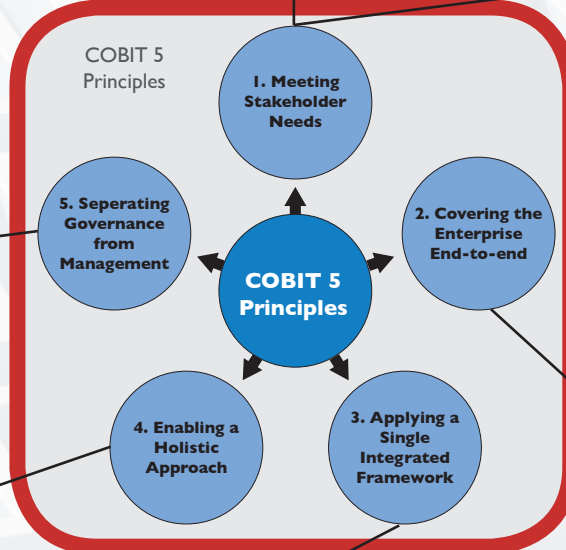 COBIT 5
Principles
1. Meeting
Stakeholder
Needs
5. Seperating
Governance
from
Management
2. Covering the
Enterprise
End-to-end
COBIT 5
Principles
4. Enabling a
Holistic
Approach
3. Applying a
Single
Integrated
Framework